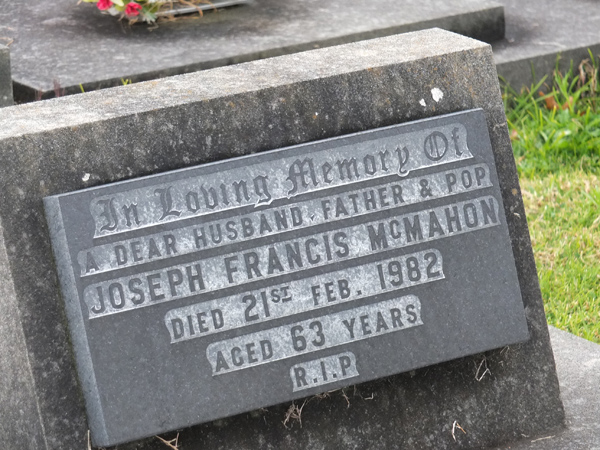 In Loving Memory Of
A DEAR HUSBAND, FATHER & POP
JOSEPH FRANCIS McMAHON
DIED 21ST FEB. 1982
AGED 63 YEARS
R.I.P